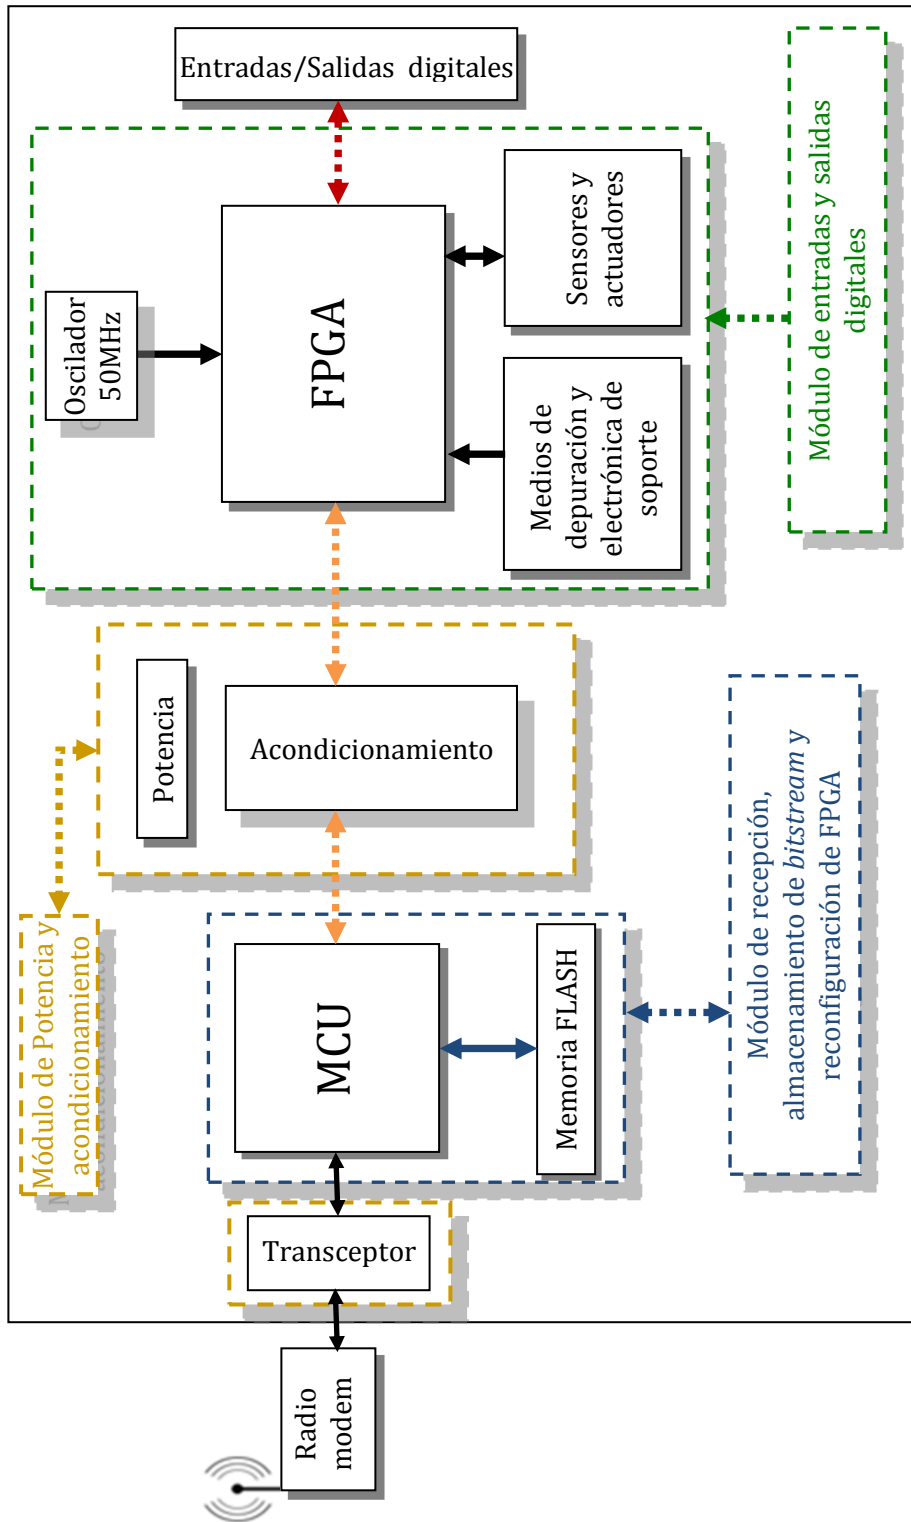 Entradas/Salidas digitales
Oscilador
50MHz
FPGA
Sensores y
actuadores
Medios de
depuración y
electrónica de
soporte
Módulo de entradas y salidas
digitales
Potencia
Acondicionamiento
Módulo de Potencia y
acondicionamiento
MCU
Memoria FLASH
Módulo de recepción,
almacenamiento de bitstream y
reconfiguración de FPGA
Transceptor
Radio
modem